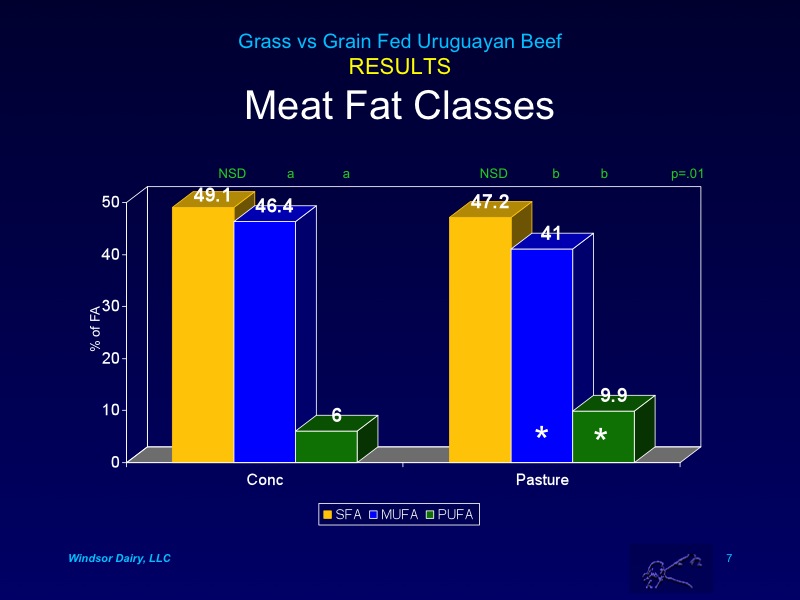 Grass vs Grain Fed Uruguayan Beef
RESULTS
Meat Fat Classes
NSD a a NSD b b p=.01
49.1 46.4 6 47.2 41 9.9
* *
% of FA
50
40
30
20
10
0
Conc Pasture
SFA MUFA PUFA
Windsor Dairy, LLC 7